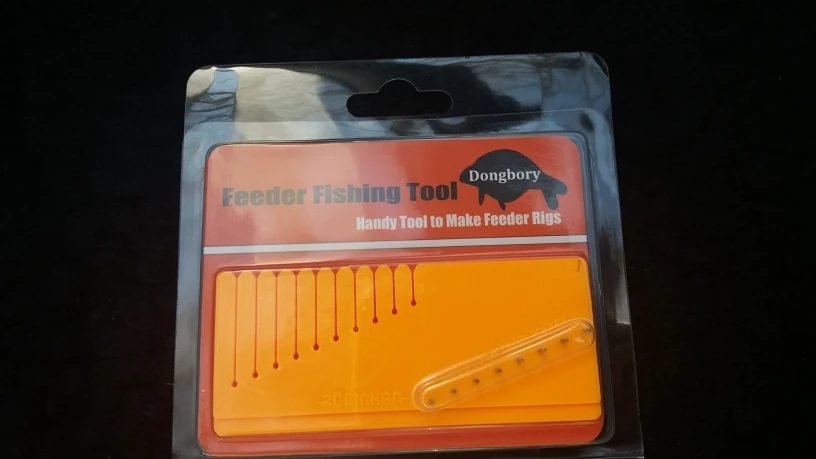 Dongbory
Feeder Fishing Tool
Handy Tool to Make Feeder Rigs